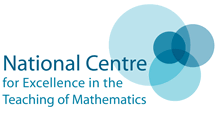 National Centre
for Excellence in the
Teaching of Mathematics